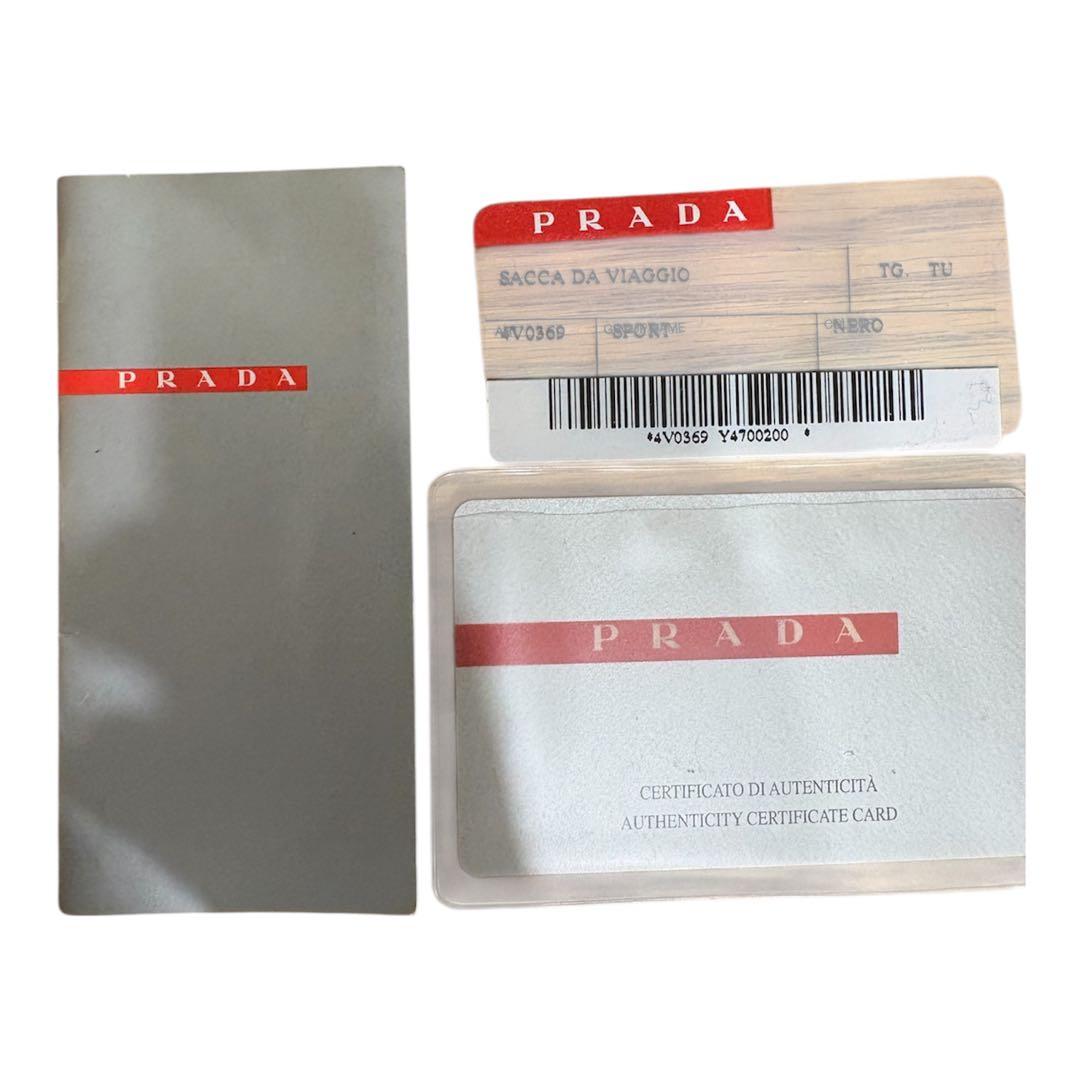 PRADA
PRADA
SACCA DA VIAGGIO
TG. TU
4V0369
SPORT
NERO
*4V0369 Y4700200 *
PRADA
CERTIFICATO DI AUTENTICITÀ
AUTHENTICITY CERTIFICATE CARD